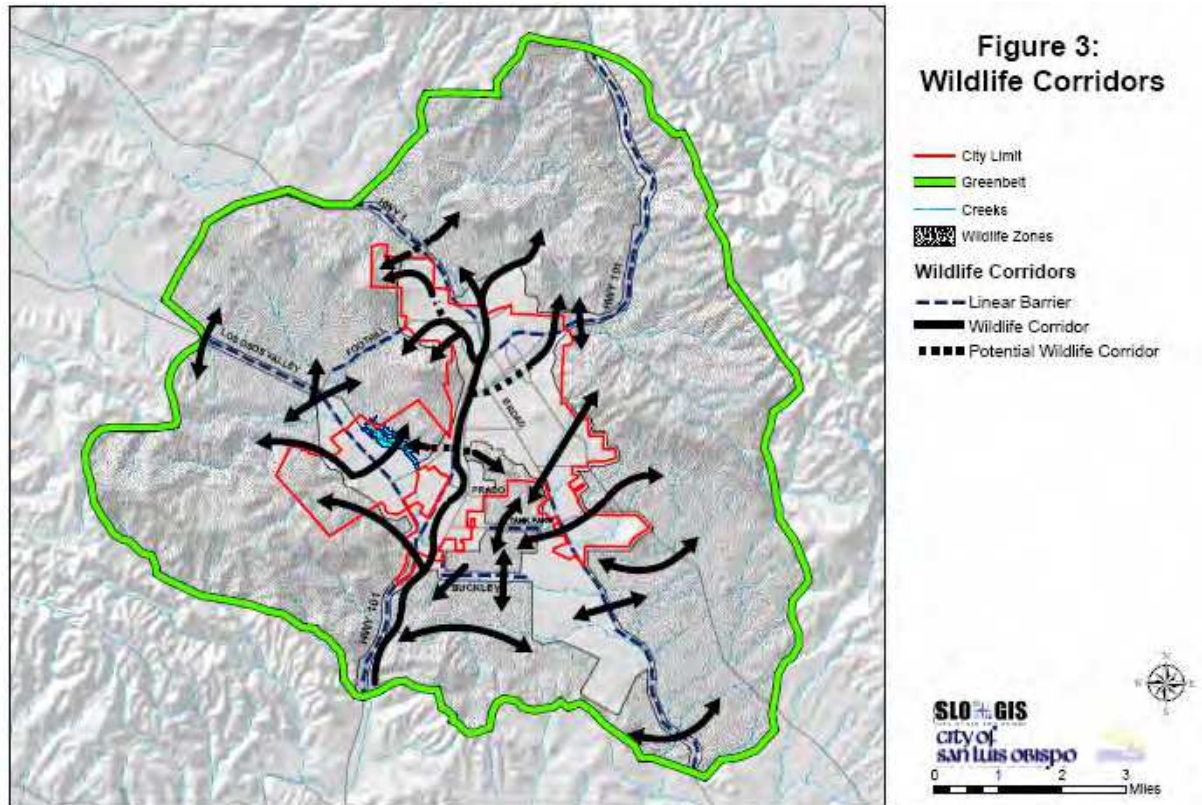 Figure 3:
Wildlife Corridors
City Limit
Greenbelt
Creeks
Wildlife Zones
Wildlife Corridors
Linear Barrier
Wildlife Corridor
Potential Wildlife Corridor
HWY 1
HWY 101
LOS OSOS VALLEY
FOOTHILL
BROAD
PRADO
TANK FARM
BUCKLEY
HWY 101
N
E
S
SLO GIS
city of
san luis obispo
0 1 2 3
Miles